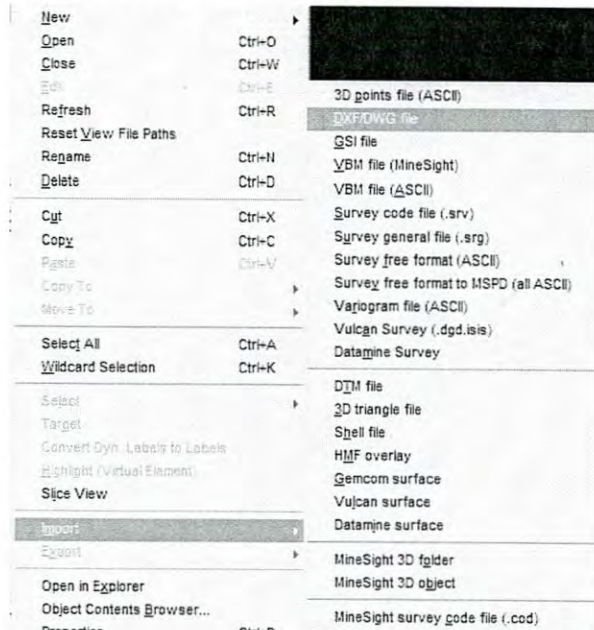 New
Open Ctrl+O
Close Ctrl+W
Edit Ctrl+E
Refresh Ctrl+R
Reset View File Paths
Rename Ctrl+N
Delete Ctrl+D
Cut Ctrl+X
Copy Ctrl+C
Paste Ctrl+V
Copy To
Move To
Select All Ctrl+A
Wildcard Selection Ctrl+K
Select
Target
Convert Dyn. Labels to Labels
Highlight (Virtual Element)
Slice View
Import
Export
Open in Explorer
Object Contents Browser...
Properties Ctrl+P
3D points file (ASCII)
DXF/DWG file
GSI file
VBM file (MineSight)
VBM file (ASCII)
Survey code file (.srv)
Survey general file (.srg)
Survey free format (ASCII)
Survey free format to MSPD (all ASCII)
Variogram file (ASCII)
Vulcan Survey (.dgd.isis)
Datamine Survey
DTM file
3D triangle file
Shell file
HMF overlay
Gemcom surface
Vulcan surface
Datamine surface
MineSight 3D folder
MineSight 3D object
MineSight survey code file (.cod)